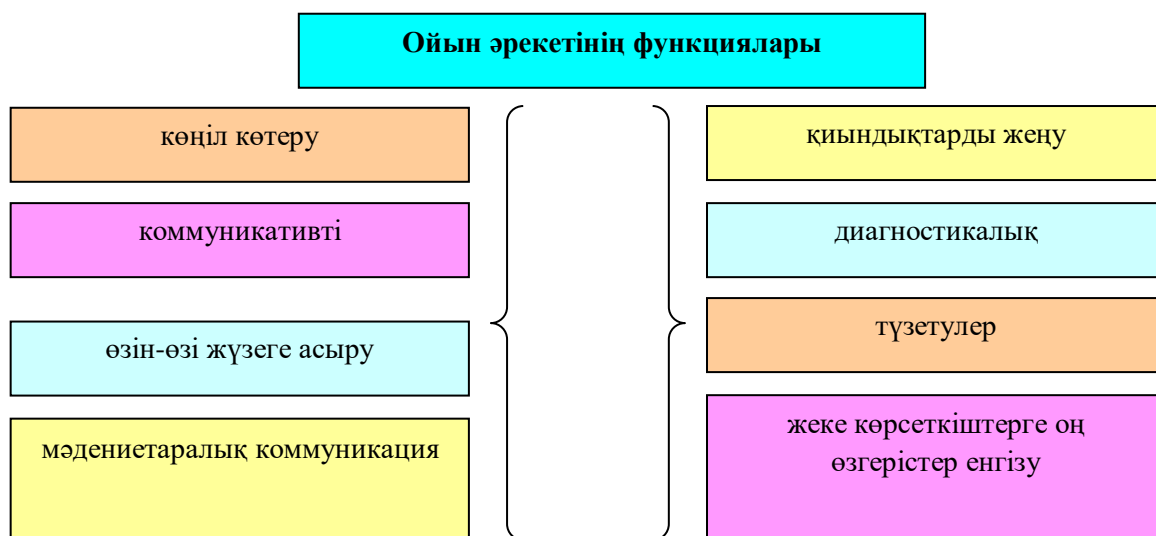 Ойын әрекетінің функциялары
көңіл көтеру
коммуникативті
өзін-өзі жүзеге асыру
мәдениетаралық коммуникация
қиындықтарды жеңу
диагностикалық
түзетулер
жеке көрсеткіштерге оң
өзгерістер енгізу